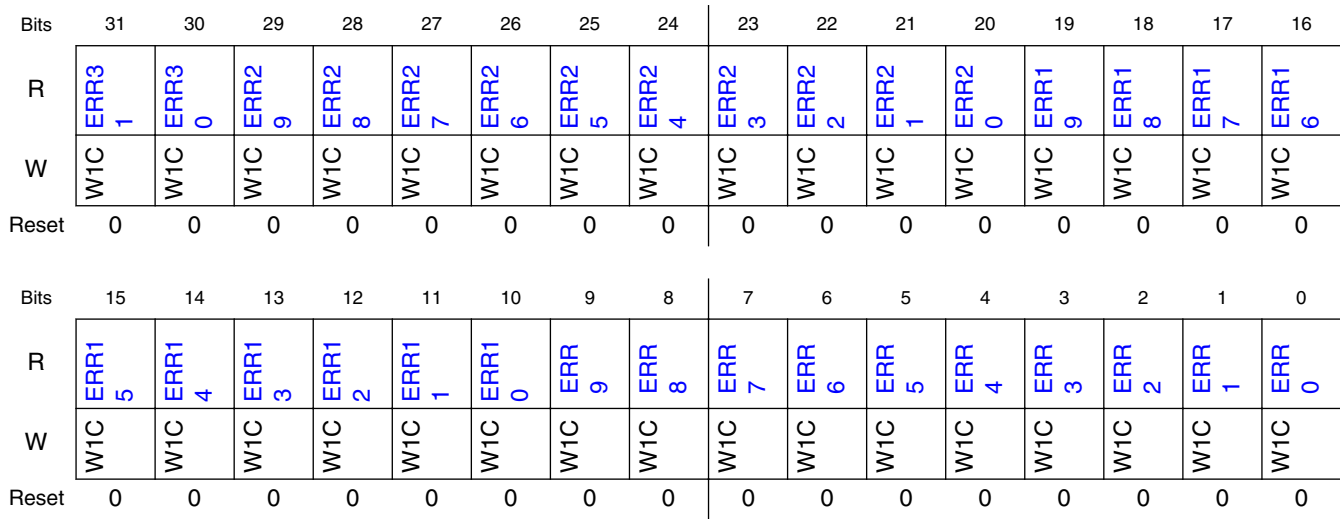 Bits 31 30 29 28 27 26 25 24 23 22 21 20 19 18 17 16
R ERR31 ERR30 ERR29 ERR28 ERR27 ERR26 ERR25 ERR24 ERR23 ERR22 ERR21 ERR20 ERR19 ERR18 ERR17 ERR16
W W1C W1C W1C W1C W1C W1C W1C W1C W1C W1C W1C W1C W1C W1C W1C W1C
Reset 0 0 0 0 0 0 0 0 0 0 0 0 0 0 0 0
Bits 15 14 13 12 11 10 9 8 7 6 5 4 3 2 1 0
R ERR15 ERR14 ERR13 ERR12 ERR11 ERR10 ERR9 ERR8 ERR7 ERR6 ERR5 ERR4 ERR3 ERR2 ERR1 ERR0
W W1C W1C W1C W1C W1C W1C W1C W1C W1C W1C W1C W1C W1C W1C W1C W1C
Reset 0 0 0 0 0 0 0 0 0 0 0 0 0 0 0 0